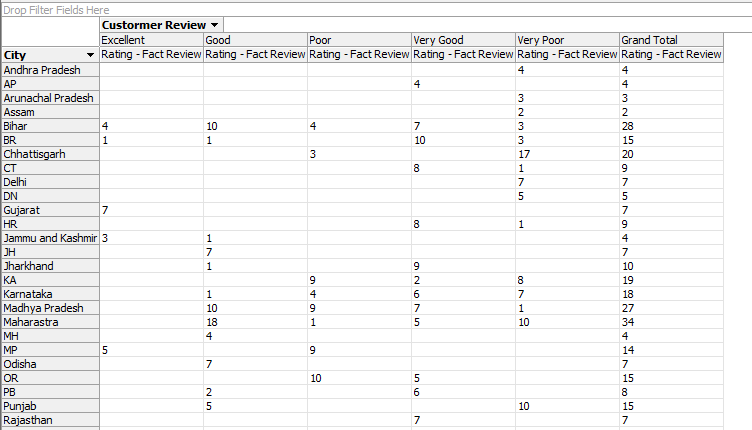 Drop Filter Fields Here
Custormer Review
Excellent Good Poor Very Good Very Poor Grand Total
City Rating - Fact Review Rating - Fact Review Rating - Fact Review Rating - Fact Review Rating - Fact Review Rating - Fact Review
Andhra Pradesh 4 4
AP 4 4
Arunachal Pradesh 3 3
Assam 2 2
Bihar 4 10 4 7 3 28
BR 1 1 10 3 15
Chhattisgarh 3 17 20
CT 8 1 9
Delhi 7 7
DN 5 5
Gujarat 7 7
HR 8 1 9
Jammu and Kashmir 3 1 4
JH 7 7
Jharkhand 1 9 10
KA 9 2 8 19
Karnataka 1 4 6 7 18
Madhya Pradesh 10 9 7 1 27
Maharastra 18 1 5 10 34
MH 4 4
MP 5 9 14
Odisha 7 7
OR 10 5 15
PB 2 6 8
Punjab 5 10 15
Rajasthan 7 7